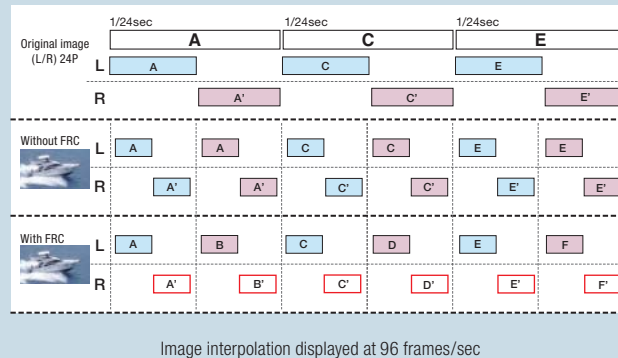 1/24sec 1/24sec 1/24sec
Original image
(L/R) 24P
A C E
L A C E
R A' C' E'
Without FRC
L A A C C E E
R A' A' C' C' E' E'
With FRC
L A B C D E F
R A' B' C' D' E' F'
Image interpolation displayed at 96 frames/sec